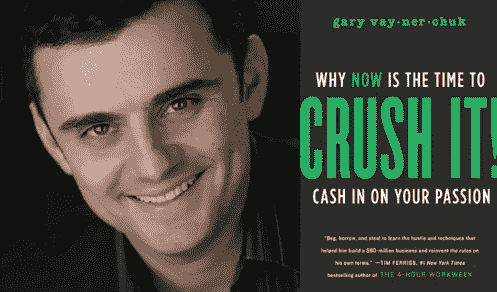 gary vay•ner•chuk
WHY NOW IS THE TIME TO
CRUSH IT!
CASH IN ON YOUR PASSION
"Beg, borrow, and steal to learn the hustle and techniques that
helped him build a $60-million business and reinvent the rules on
his own terms." —TIM FERRISS, #1 New York Times
bestselling author of THE 4-HOUR WORKWEEK